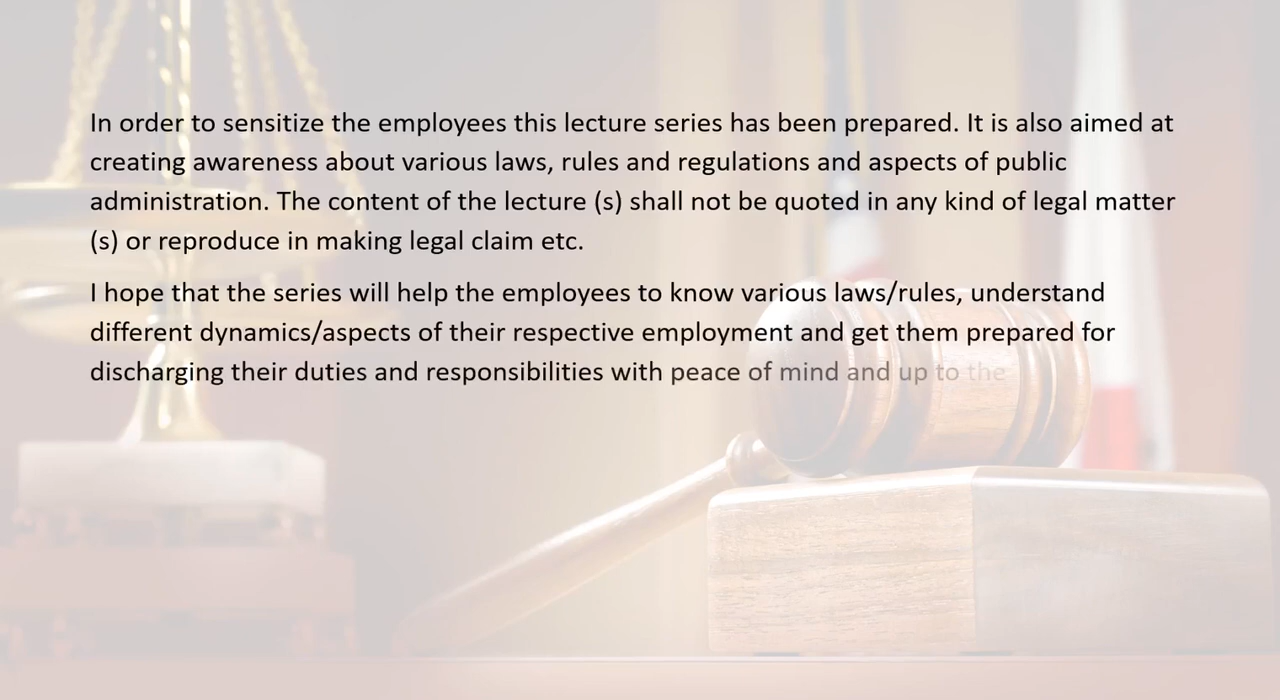 In order to sensitize the employees this lecture series has been prepared. It is also aimed at
creating awareness about various laws, rules and regulations and aspects of public
administration. The content of the lecture (s) shall not be quoted in any kind of legal matter
(s) or reproduce in making legal claim etc.
I hope that the series will help the employees to know various laws/rules, understand
different dynamics/aspects of their respective employment and get them prepared for
discharging their duties and responsibilities with peace of mind and up to the